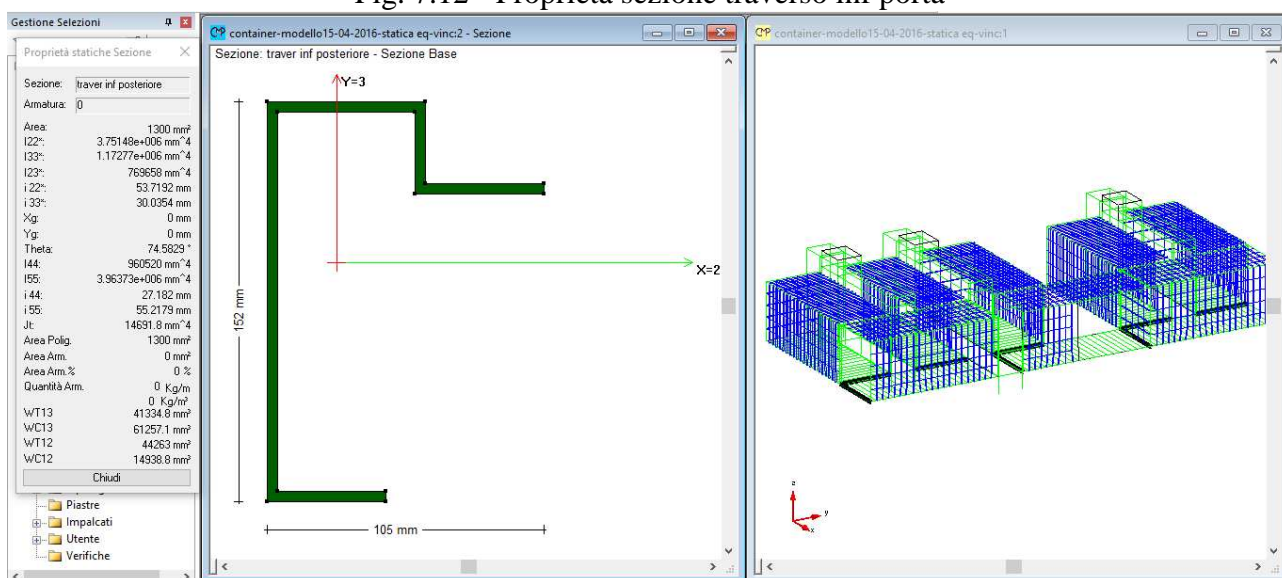 Fig. 7.12 - Proprietà sezione traverso inf porta
Gestione Selezioni
Proprietà statiche Sezione
Sezione: traver inf posteriore
Armatura: 0
Area: 1300 mm²
I22*: 3.75148e+006 mm^4
I33*: 1.17277e+006 mm^4
I23*: 769658 mm^4
i 22*: 53.7192 mm
i 33*: 30.0354 mm
Xg: 0 mm
Yg: 0 mm
Theta: 74.5829 °
I44: 960520 mm^4
I55: 3.96373e+006 mm^4
i 44: 27.182 mm
i 55: 55.2179 mm
Jt: 14691.8 mm^4
Area Polig. 1300 mm²
Area Arm. 0 mm²
Area Arm.% 0 %
Quantità Arm. 0 Kg/m
0 Kg/m³
WT13 41334.8 mm³
WC13 61257.1 mm³
WT12 44263 mm³
WC12 14938.8 mm³
Chiudi
Piastre
Impalcati
Utente
Verifiche
container-modello15-04-2016-statica eq-vinc:2 - Sezione
Sezione: traver inf posteriore - Sezione Base
Y=3
X=2
152 mm
105 mm
container-modello15-04-2016-statica eq-vinc:1
z
y
x